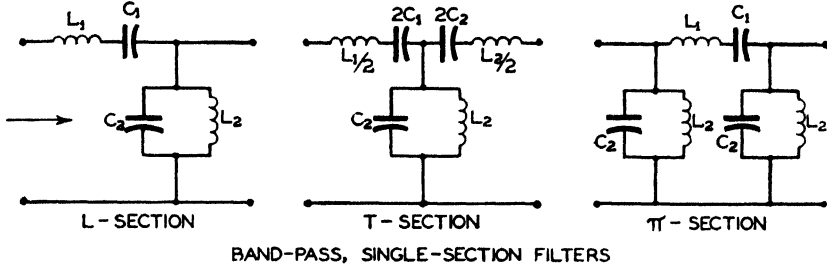 L1 C1
C2 L2
L-SECTION
2C1 2C2
L1/2 L2/2
C2 L2
T-SECTION
L1 C1
C2 L2 C2 L2
π-SECTION
BAND-PASS, SINGLE-SECTION FILTERS